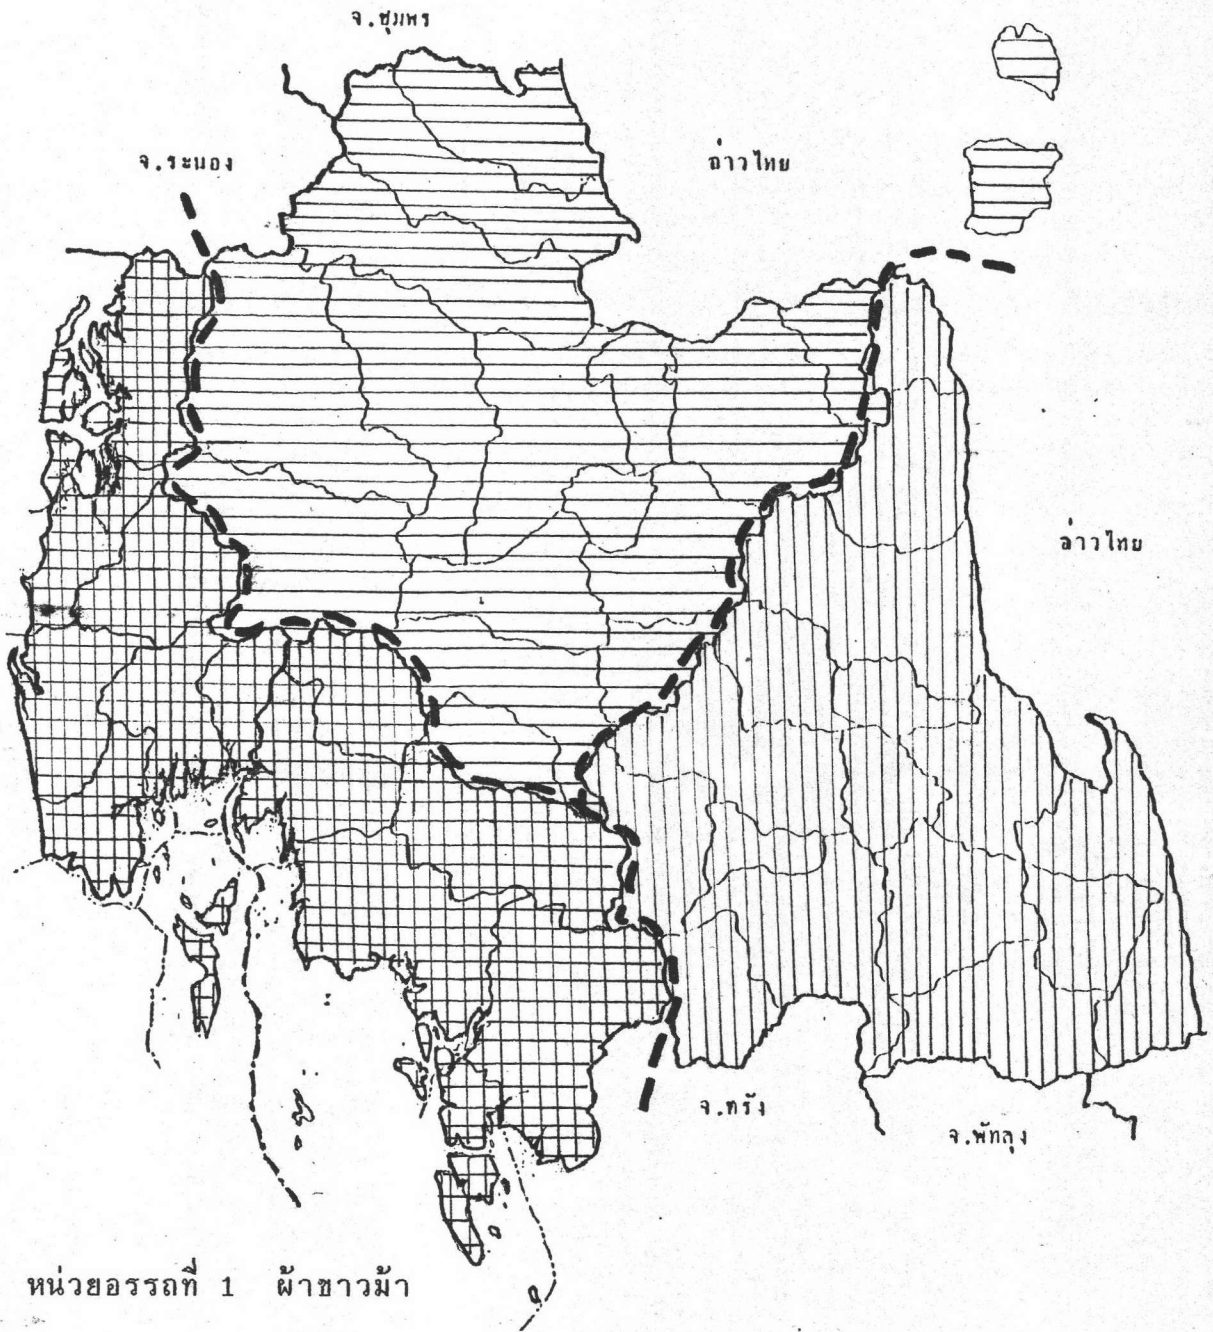 จ.ชุมพร
จ.ระนอง
อ่าวไทย
อ่าวไทย
จ.ตรัง
จ.พัทลุง
หน่วยอรรถที่ 1 ผ้าขาวม้า